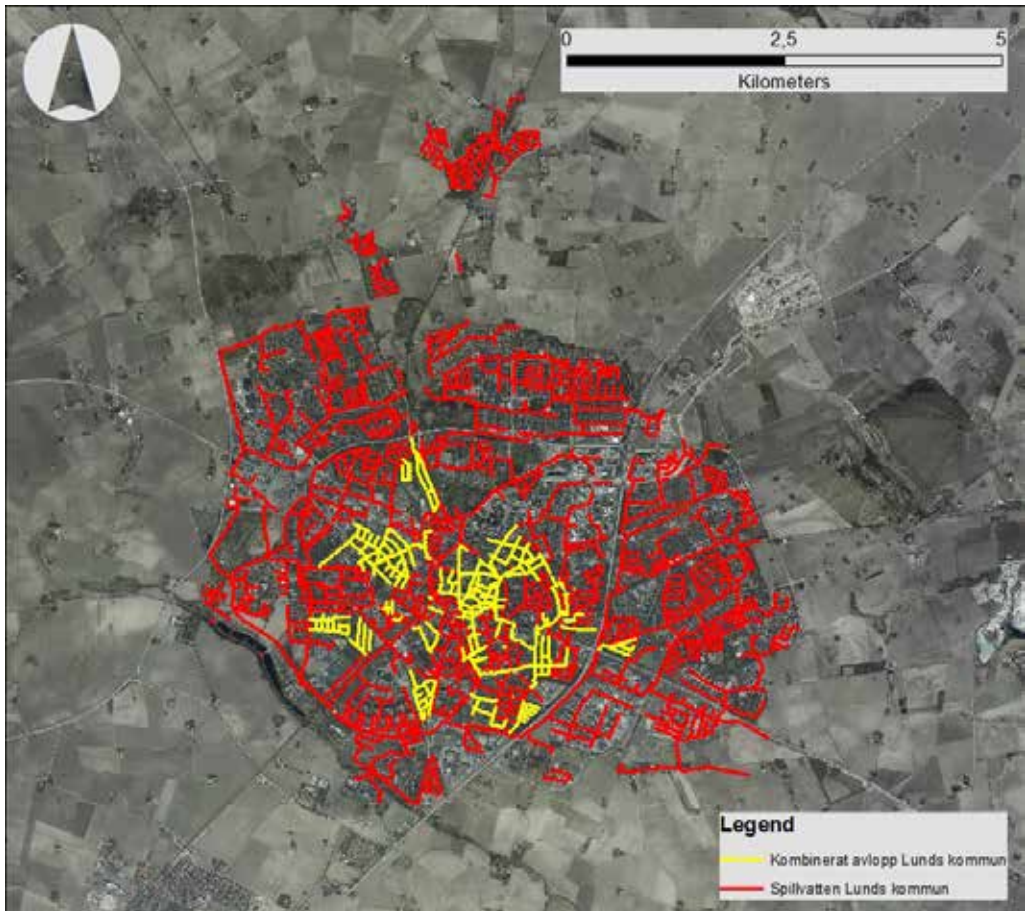 0 2,5 5
Kilometers
Legend
Kombinerat avlopp Lunds kommun
Spillvatten Lunds kommun